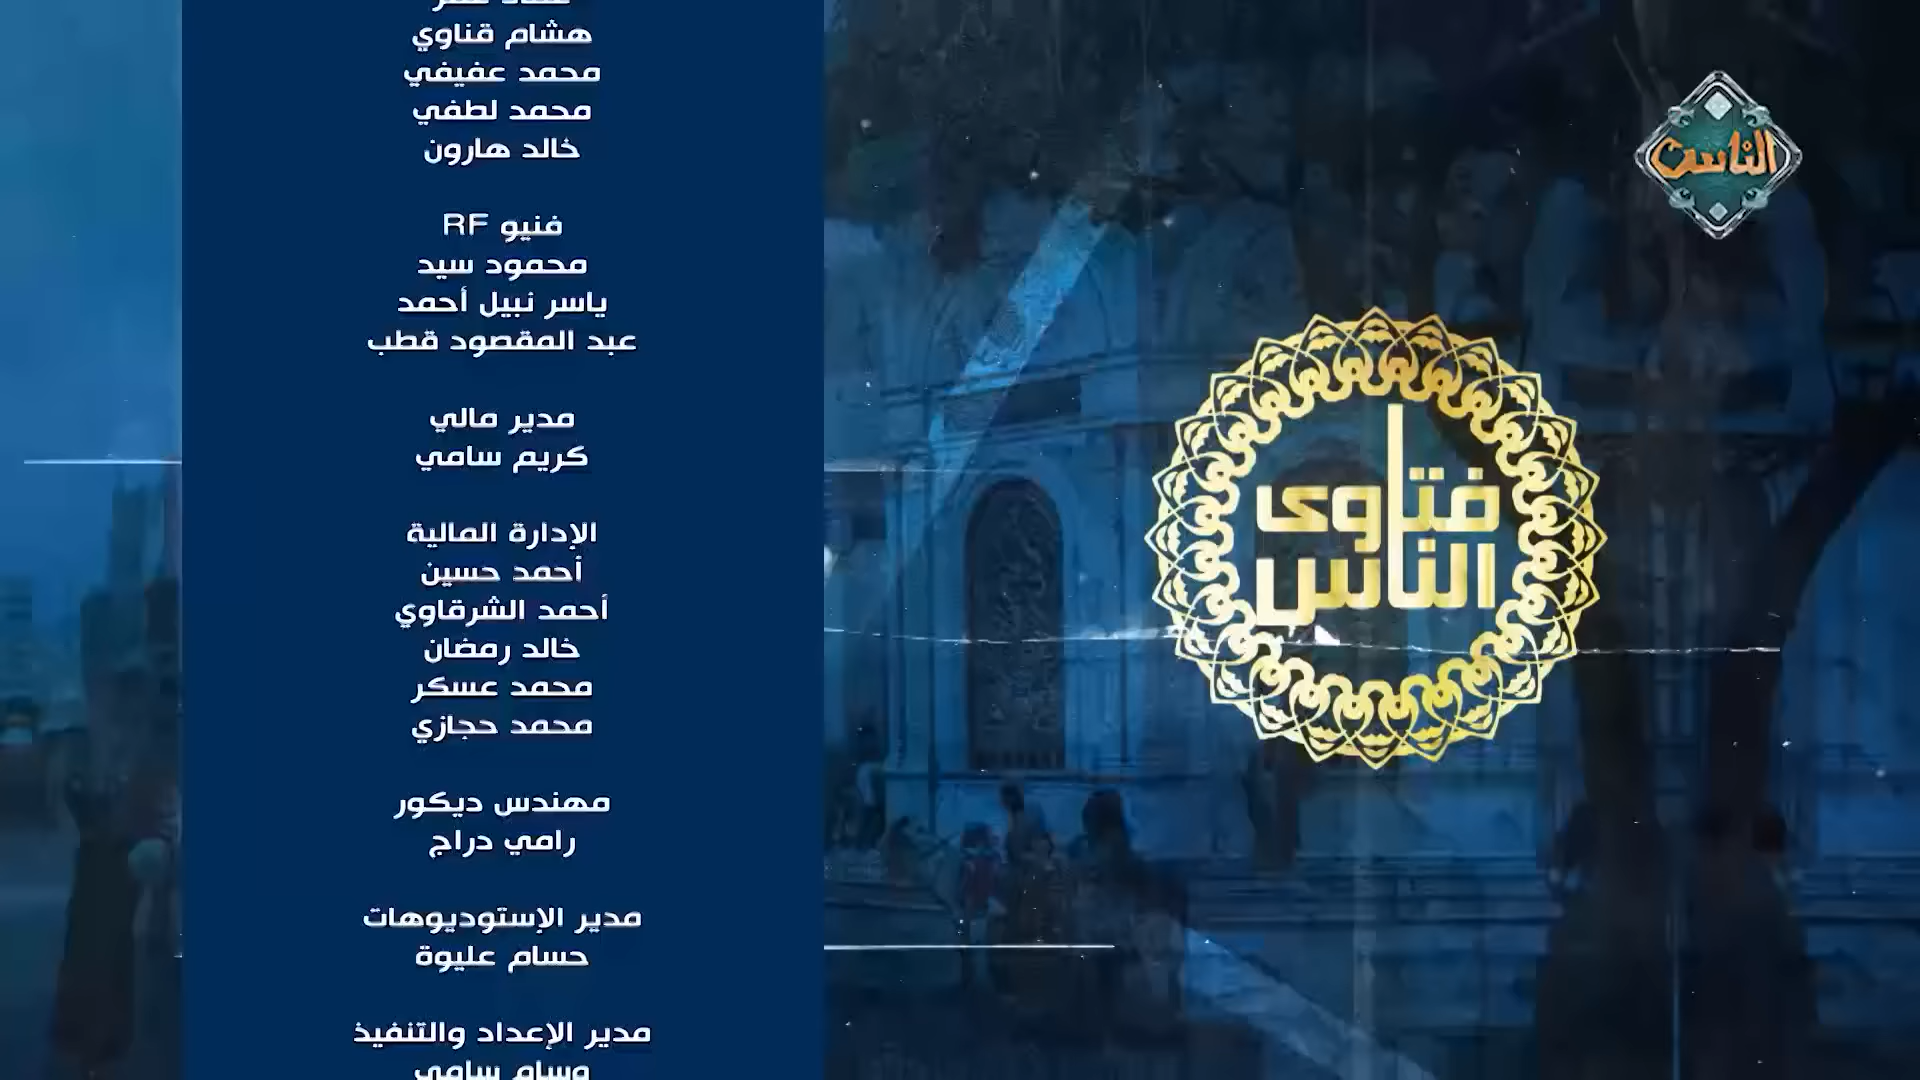 هشام قناوي
محمد عفيفي
محمد لطفي
خالد هارون
فنيو RF
محمود سيد
ياسر نبيل أحمد
عبد المقصود قطب
مدير مالي
كريم سامي
الإدارة المالية
أحمد حسين
أحمد الشرقاوي
خالد رمضان
محمد عسكر
محمد حجازي
مهندس ديكور
رامي دراج
مدير الإستوديوهات
حسام عليوة
مدير الإعداد والتنفيذ
وسام سامي
الناس
فتاوى
الناس